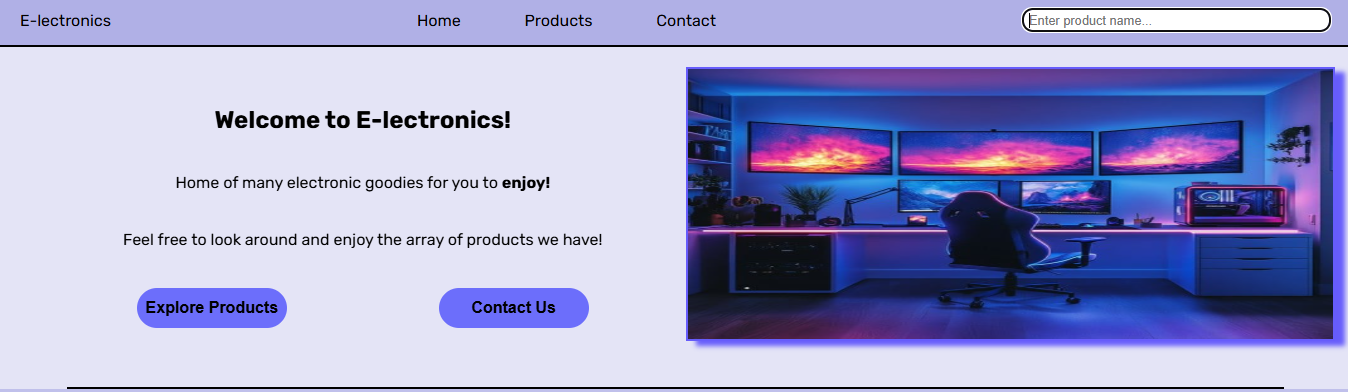 E-lectronics
Home
Products
Contact
Enter product name...
Welcome to E-lectronics!
Home of many electronic goodies for you to enjoy!
Feel free to look around and enjoy the array of products we have!
Explore Products
Contact Us